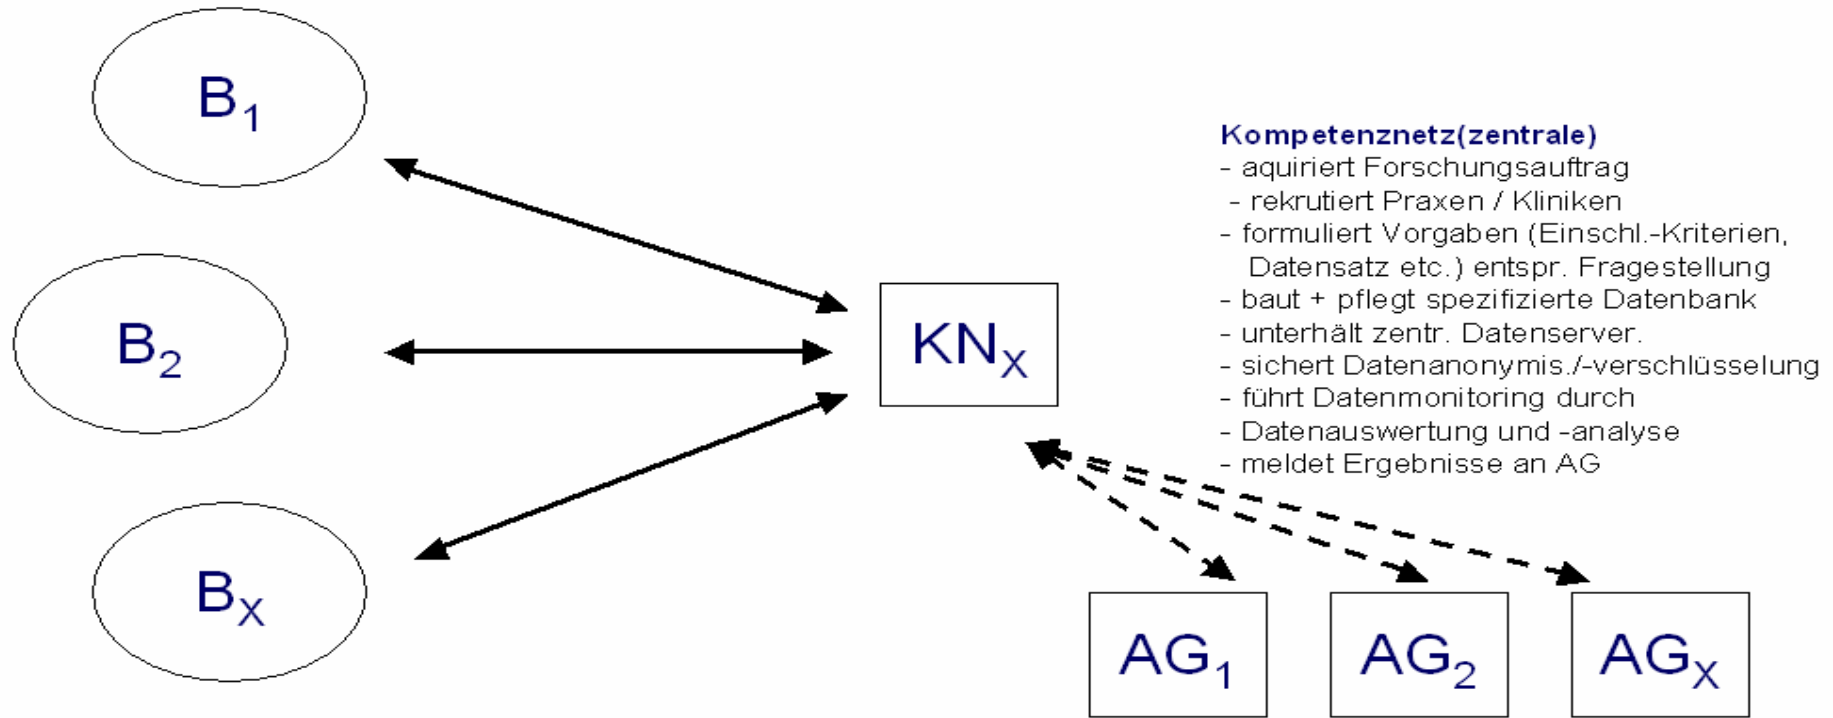 B1
Kompetenznetz(zentrale)
- aquiriert Forschungsauftrag
- rekrutiert Praxen / Kliniken
- formuliert Vorgaben (Einschl.-Kriterien,
Datensatz etc.) entspr. Fragestellung
- baut + pflegt spezifizierte Datenbank
- unterhält zentr. Datenserver.
- sichert Datenanonymis./-verschlüsselung
- führt Datenmonitoring durch
- Datenauswertung und -analyse
- meldet Ergebnisse an AG
B2
KNX
BX
AG1
AG2
AGX